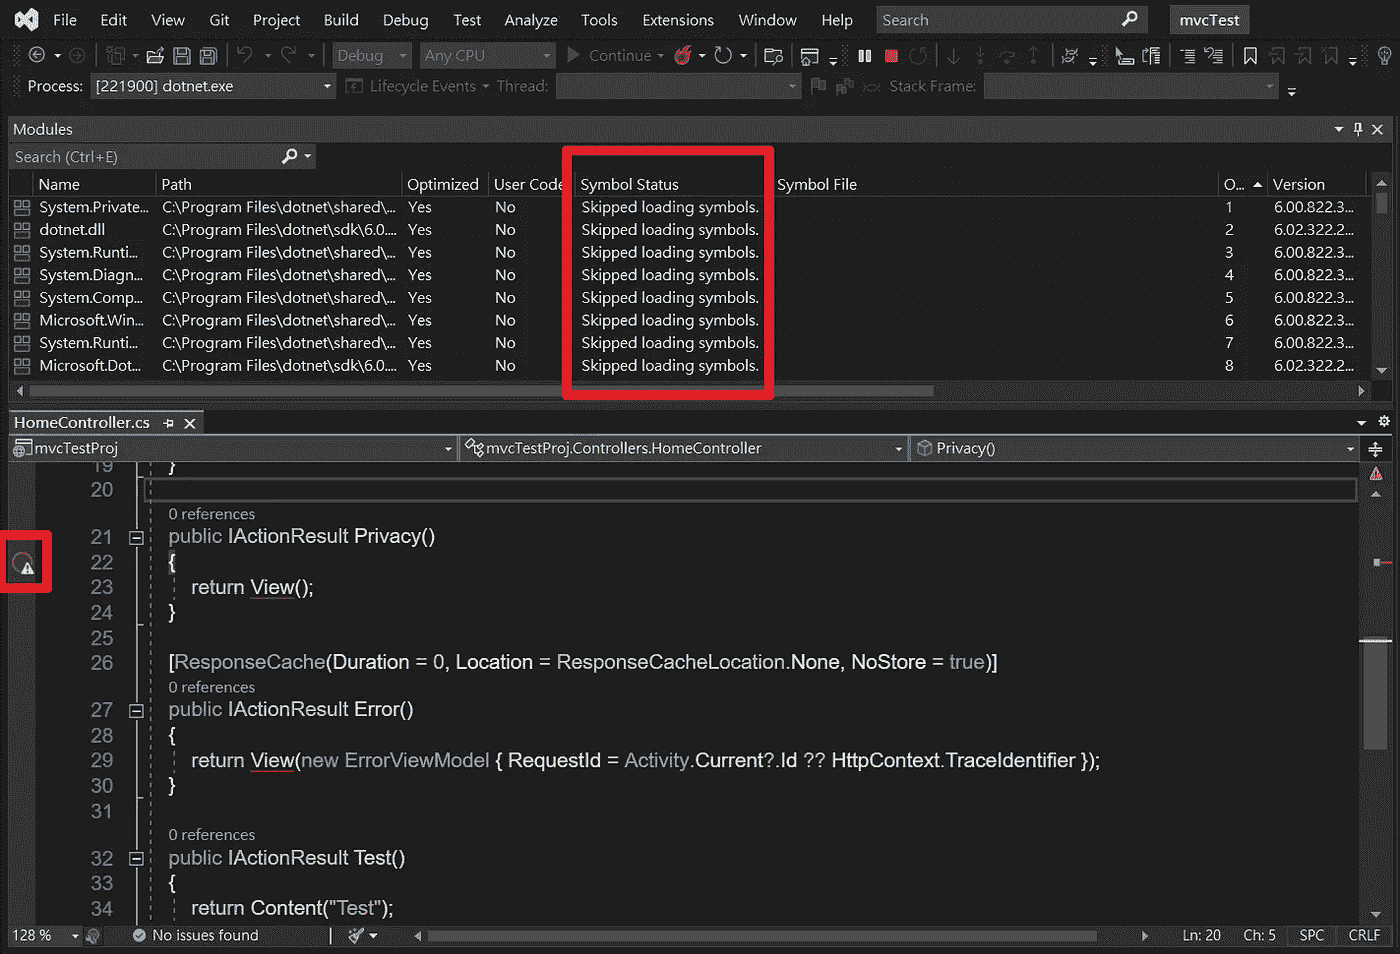 File Edit View Git Project Build Debug Test Analyze Tools Extensions Window Help Search mvcTest
Debug Any CPU Continue
Process: [221900] dotnet.exe Lifecycle Events Thread: Stack Frame:
Modules
Search (Ctrl+E)
Name Path Optimized User Code Symbol Status Symbol File O... Version
System.Private... C:\Program Files\dotnet\shared\... Yes No Skipped loading symbols. 1 6.00.822.3...
dotnet.dll C:\Program Files\dotnet\sdk\6.0.... Yes No Skipped loading symbols. 2 6.02.322.2...
System.Runti... C:\Program Files\dotnet\shared\... Yes No Skipped loading symbols. 3 6.00.822.3...
System.Diagn... C:\Program Files\dotnet\shared\... Yes No Skipped loading symbols. 4 6.00.822.3...
System.Comp... C:\Program Files\dotnet\shared\... Yes No Skipped loading symbols. 5 6.00.822.3...
Microsoft.Win... C:\Program Files\dotnet\shared\... Yes No Skipped loading symbols. 6 6.00.822.3...
System.Runti... C:\Program Files\dotnet\shared\... Yes No Skipped loading symbols. 7 6.00.822.3...
Microsoft.Dot... C:\Program Files\dotnet\sdk\6.0.... Yes No Skipped loading symbols. 8 6.02.322.2...
HomeController.cs
mvcTestProj mvcTestProj.Controllers.HomeController Privacy()
19 }
20
0 references
21 public IActionResult Privacy()
22 {
23 return View();
24 }
25
26 [ResponseCache(Duration = 0, Location = ResponseCacheLocation.None, NoStore = true)]
0 references
27 public IActionResult Error()
28 {
29 return View(new ErrorViewModel { RequestId = Activity.Current?.Id ?? HttpContext.TraceIdentifier });
30 }
31
0 references
32 public IActionResult Test()
33 {
34 return Content("Test");
128 % No issues found Ln: 20 Ch: 5 SPC CRLF